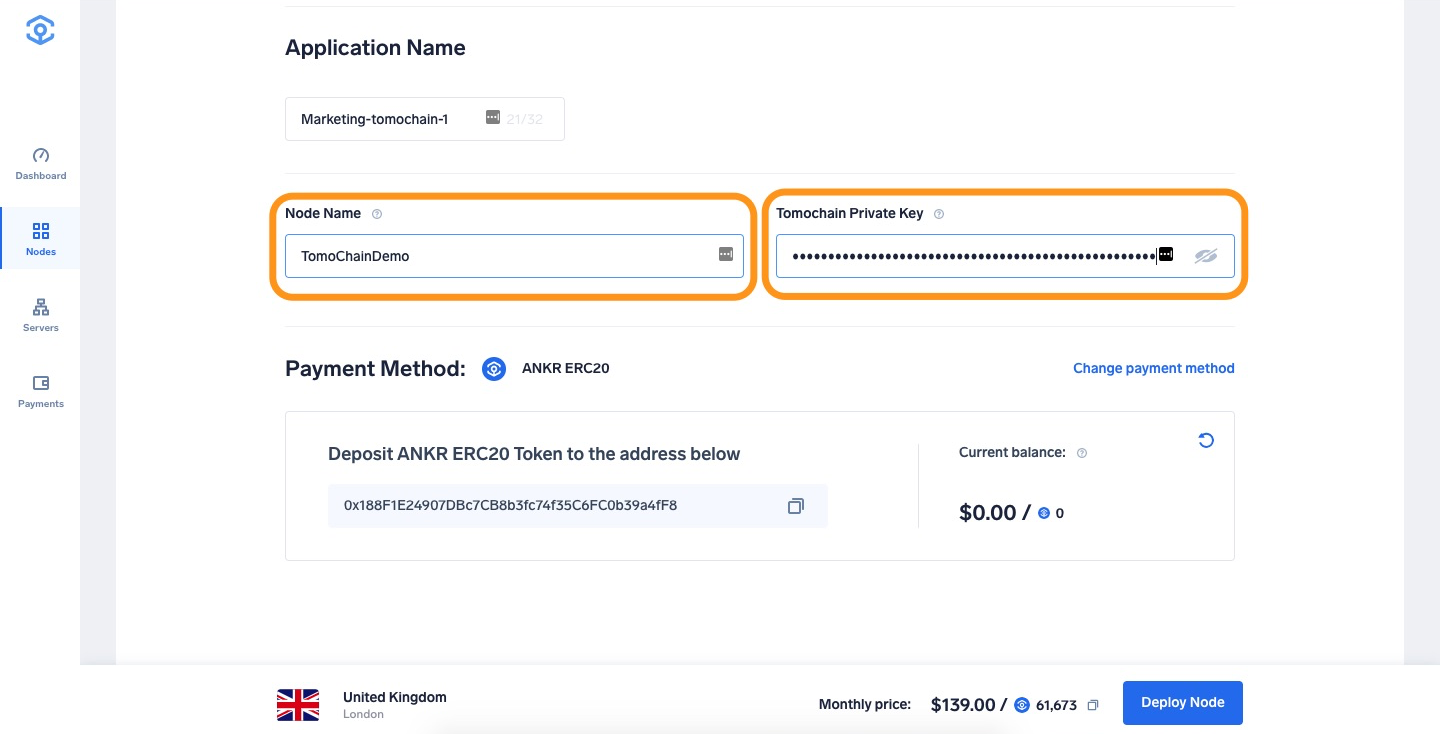 Application Name
Marketing-tomochain-1 21/32
Dashboard
Node Name
Tomochain Private Key
Nodes
TomoChainDemo
••••••••••••••••••••••••••••••••••••••••••••••••••••
Servers
Payment Method: ANKR ERC20
Change payment method
Payments
Deposit ANKR ERC20 Token to the address below
Current balance:
0x188F1E24907DBc7CB8b3fc74f35C6FC0b39a4fF8
$0.00 / 0
United Kingdom
London
Monthly price: $139.00 / 61,673
Deploy Node